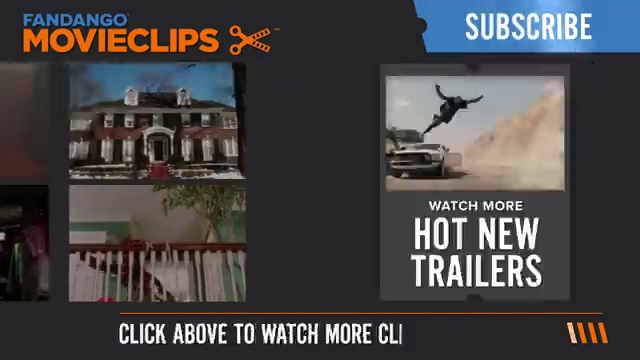 FANDANGO
MOVIECLIPS
SUBSCRIBE
WATCH MORE
HOT NEW
TRAILERS
CLICK ABOVE TO WATCH MORE CLI